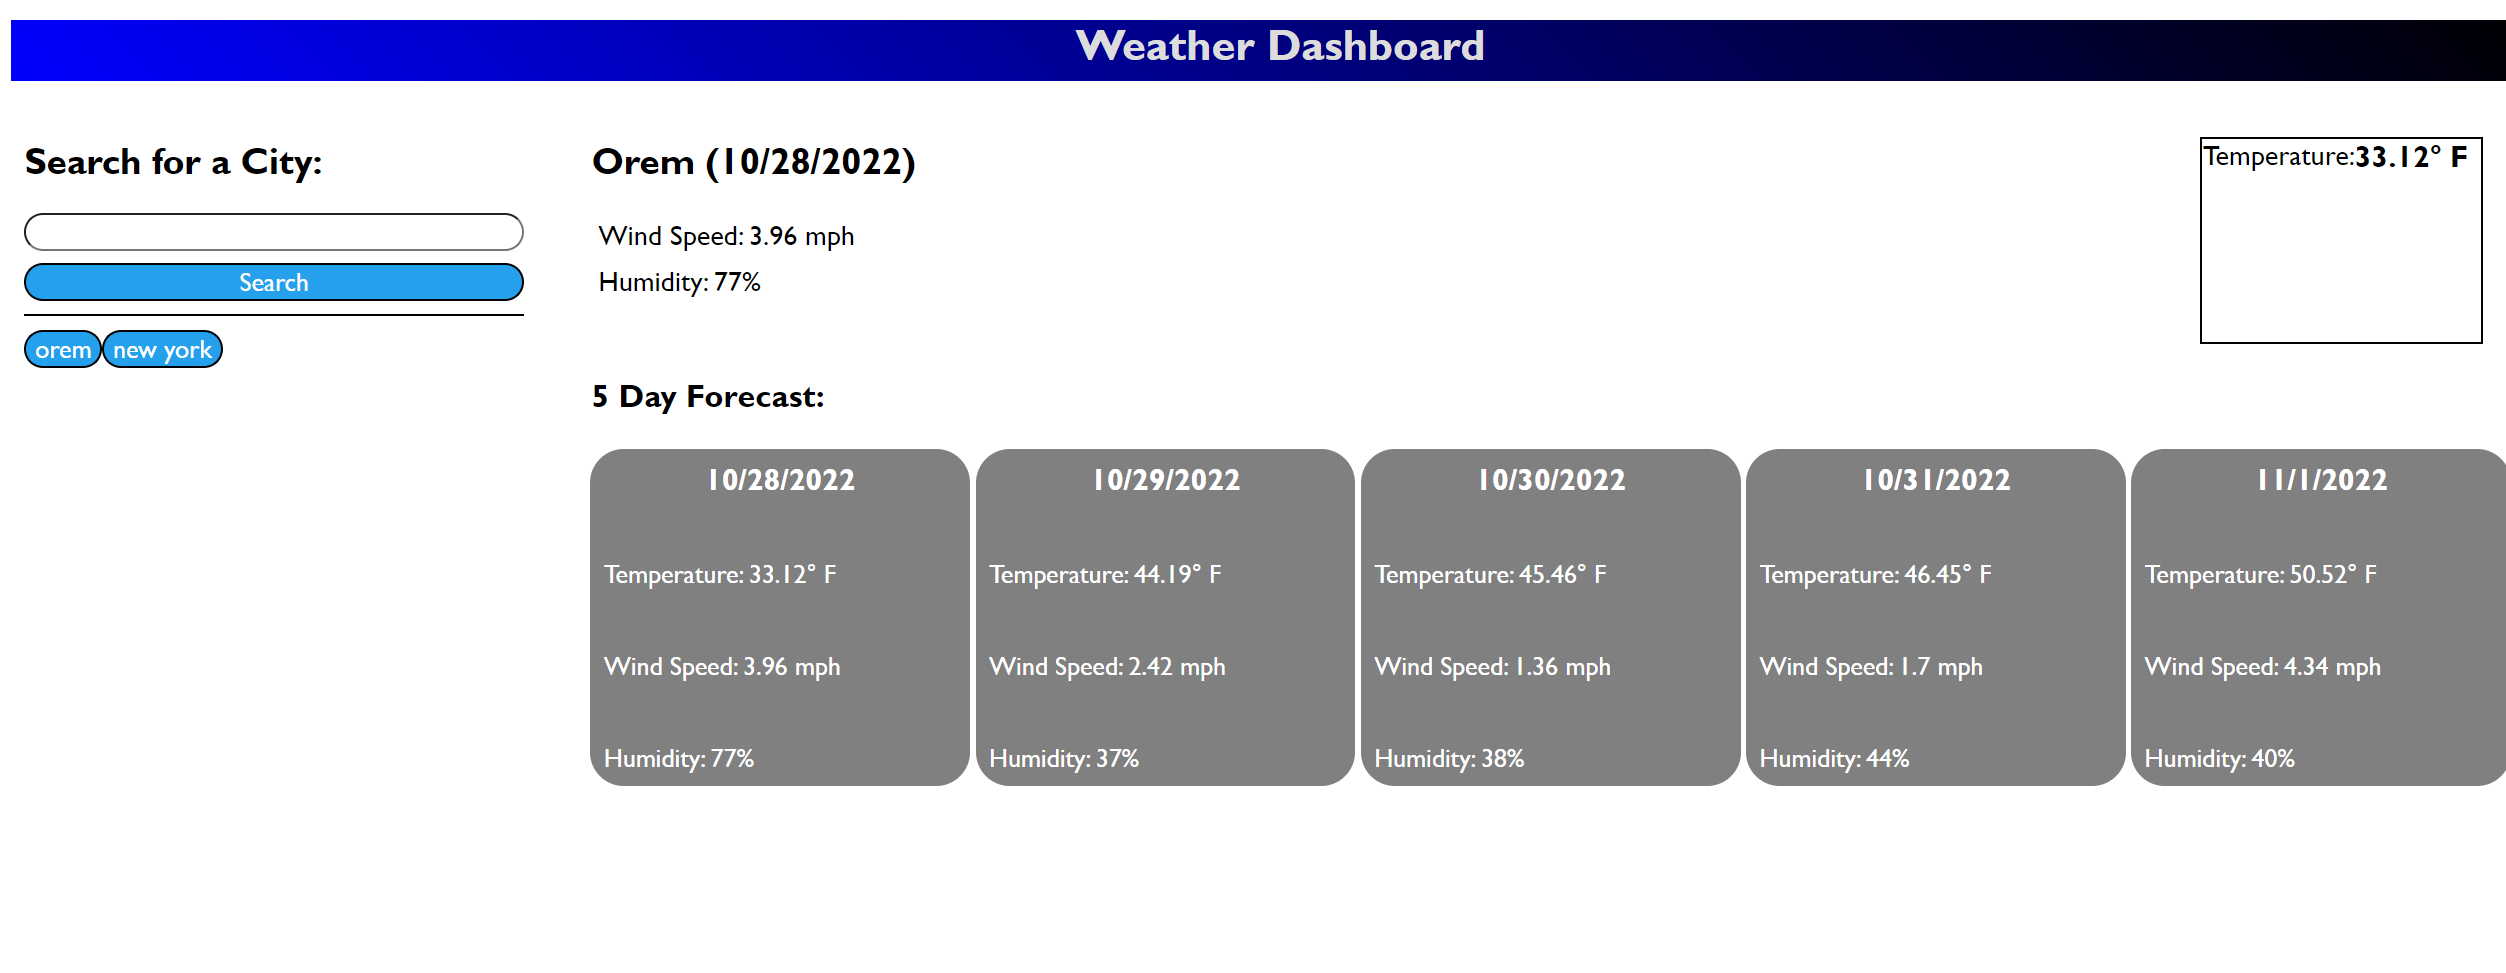 Weather Dashboard
Search for a City:
Search
orem
new york
Orem (10/28/2022)
Wind Speed: 3.96 mph
Humidity: 77%
Temperature:33.12° F
5 Day Forecast:
10/28/2022
Temperature: 33.12° F
Wind Speed: 3.96 mph
Humidity: 77%
10/29/2022
Temperature: 44.19° F
Wind Speed: 2.42 mph
Humidity: 37%
10/30/2022
Temperature: 45.46° F
Wind Speed: 1.36 mph
Humidity: 38%
10/31/2022
Temperature: 46.45° F
Wind Speed: 1.7 mph
Humidity: 44%
11/1/2022
Temperature: 50.52° F
Wind Speed: 4.34 mph
Humidity: 40%